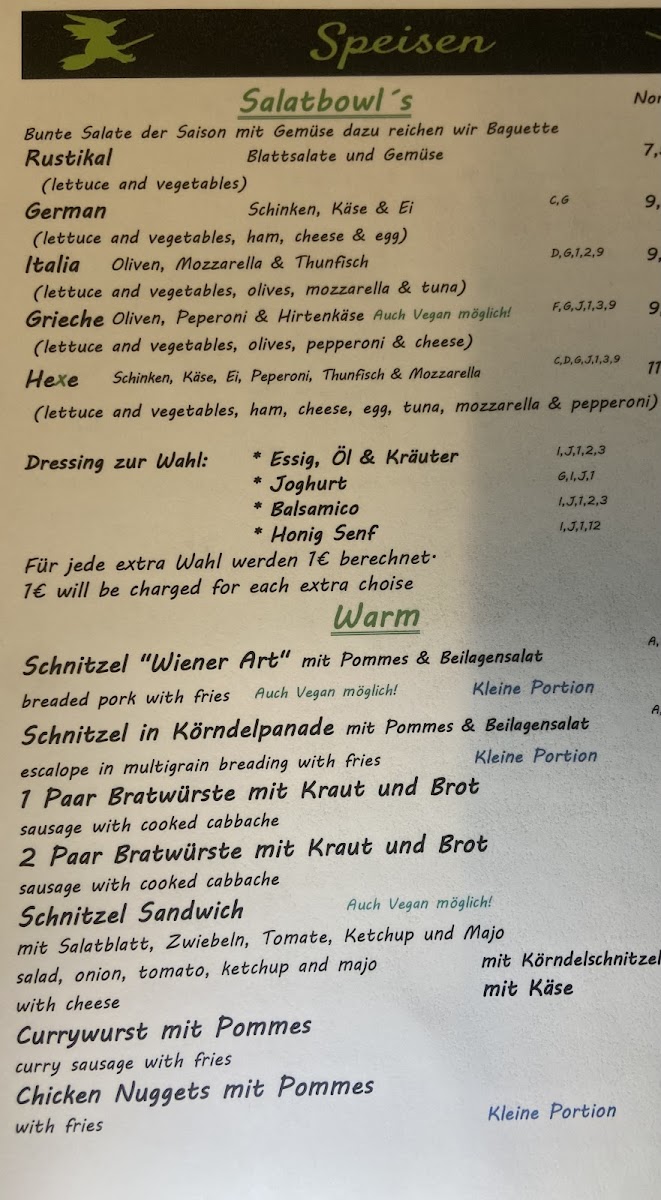 Speisen
Salatbowl´s
Bunte Salate der Saison mit Gemüse dazu reichen wir Baguette
Rustikal Blattsalate und Gemüse 7,
(lettuce and vegetables)
German Schinken, Käse & Ei C,G 9,
(lettuce and vegetables, ham, cheese & egg)
Italia Oliven, Mozzarella & Thunfisch D,G,1,2,9 9,
(lettuce and vegetables, olives, mozzarella & tuna)
Grieche Oliven, Peperoni & Hirtenkäse Auch Vegan möglich! F,G,J,1,3,9 9
(lettuce and vegetables, olives, pepperoni & cheese)
Hexe Schinken, Käse, Ei, Peperoni, Thunfisch & Mozzarella C,D,G,J,1,3,9 11
(lettuce and vegetables, ham, cheese, egg, tuna, mozzarella & pepperoni)
Dressing zur Wahl: * Essig, Öl & Kräuter I,J,1,2,3
* Joghurt G,I,J,1
* Balsamico I,J,1,2,3
* Honig Senf I,J,1,12
Für jede extra Wahl werden 1€ berechnet.
1€ will be charged for each extra choise
Warm
Schnitzel "Wiener Art" mit Pommes & Beilagensalat A,
breaded pork with fries Auch Vegan möglich! Kleine Portion
Schnitzel in Körndelpanade mit Pommes & Beilagensalat A,
escalope in multigrain breading with fries Kleine Portion
1 Paar Bratwürste mit Kraut und Brot
sausage with cooked cabbache
2 Paar Bratwürste mit Kraut und Brot
sausage with cooked cabbache
Schnitzel Sandwich Auch Vegan möglich!
mit Salatblatt, Zwiebeln, Tomate, Ketchup und Majo
salad, onion, tomato, ketchup and majo mit Körndelschnitzel
with cheese mit Käse
Currywurst mit Pommes
curry sausage with fries
Chicken Nuggets mit Pommes
with fries Kleine Portion